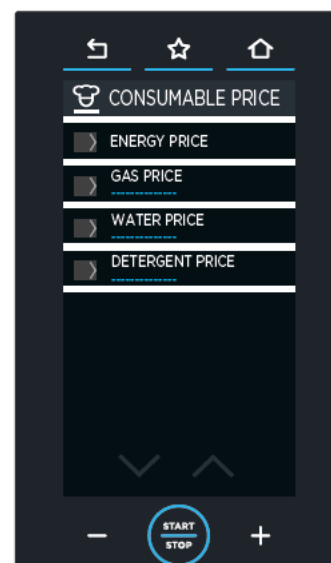 CONSUMABLE PRICE
ENERGY PRICE
GAS PRICE
------------
WATER PRICE
------------
DETERGENT PRICE
------------
START
STOP